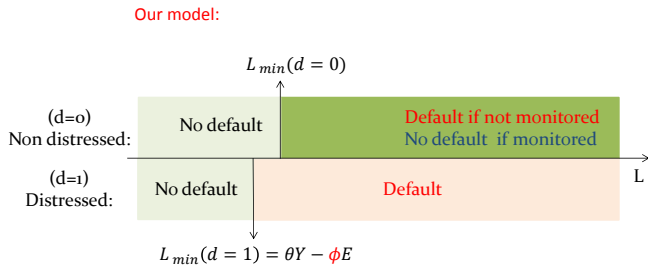 Our model:
L min(d = 0)
(d=0)
Non distressed:
No default
Default if not monitored
No default if monitored
L
(d=1)
Distressed:
No default
Default
L min(d = 1) = θY − ϕE